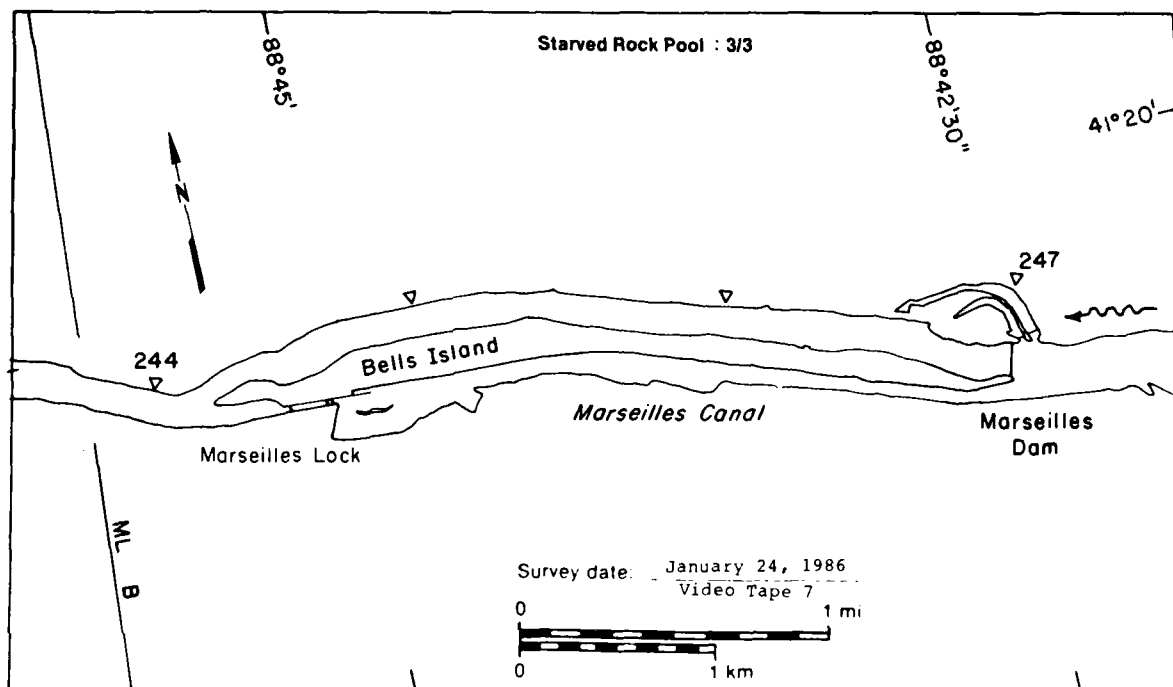 Starved Rock Pool : 3/3
88°45'
88°42'30"
41°20'
N
247
244
Bells Island
Marseilles Canal
Marseilles Lock
Marseilles
Dam
ML B
Survey date: January 24, 1986
Video Tape 7
0 1 mi
0 1 km